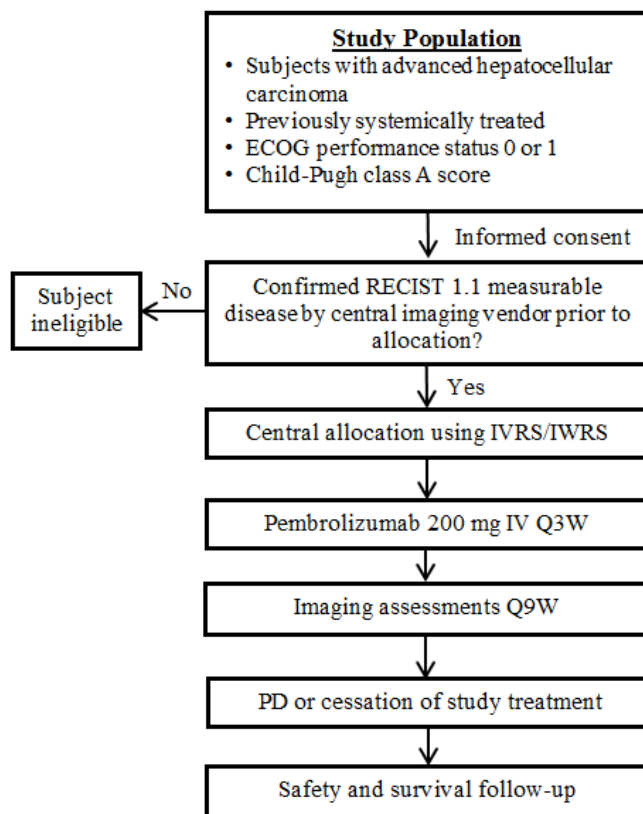 Study Population
• Subjects with advanced hepatocellular
carcinoma
• Previously systemically treated
• ECOG performance status 0 or 1
• Child-Pugh class A score
Informed consent
Confirmed RECIST 1.1 measurable
disease by central imaging vendor prior to
allocation?
No
Subject
ineligible
Yes
Central allocation using IVRS/IWRS
Pembrolizumab 200 mg IV Q3W
Imaging assessments Q9W
PD or cessation of study treatment
Safety and survival follow-up